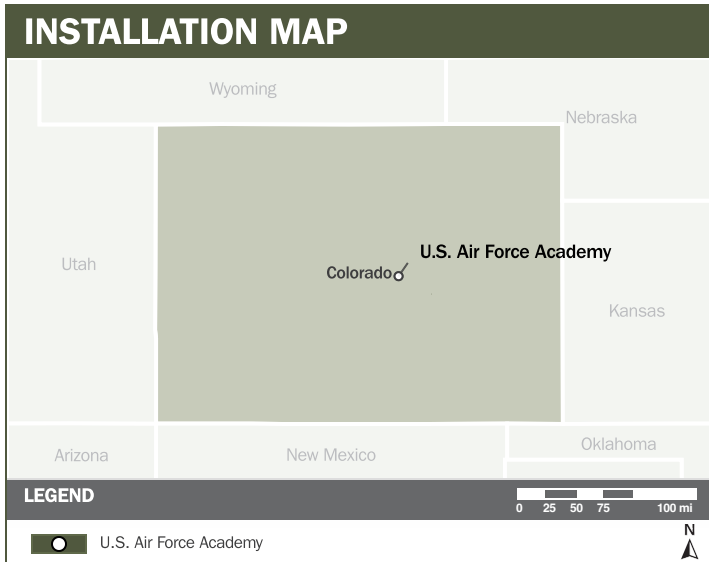 INSTALLATION MAP
Wyoming
Nebraska
U.S. Air Force Academy
Utah
Colorado
Kansas
Arizona
New Mexico
Oklahoma
LEGEND
0 25 50 75 100 mi
U.S. Air Force Academy
N